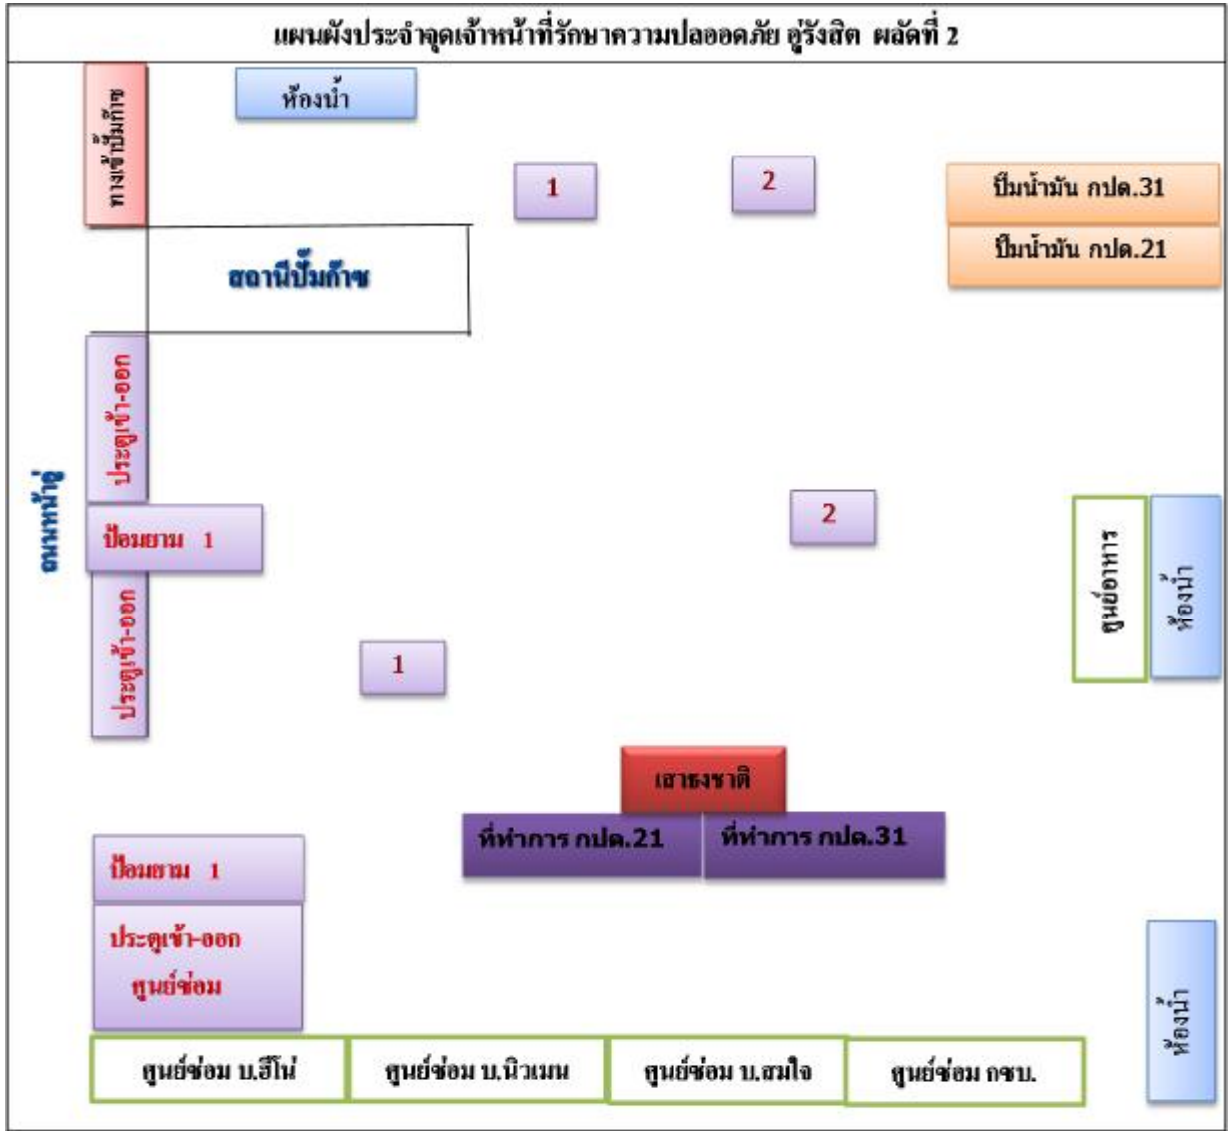 แผนผังประจำจุดเจ้าหน้าที่รักษาความปลออดภัย อู่รังสิต ผลัดที่ 2
ทางเข้าปั๊มก๊าซ
ห้องน้ำ
1
2
ปั๊มน้ำมัน กปด.31
ปั๊มน้ำมัน กปด.21
สถานีปั๊มก๊าซ
ประตูเข้า-ออก
ถนนหน้าอู่
ป้อมยาม 1
2
ศูนย์อาหาร
ห้องน้ำ
ประตูเข้า-ออก
1
เสาธงชาติ
ที่ทำการ กปด.21
ที่ทำการ กปด.31
ป้อมยาม 1
ประตูเข้า-ออก
ศูนย์ซ่อม
ห้องน้ำ
ศูนย์ซ่อม บ.ฮีโน่
ศูนย์ซ่อม บ.นิวแมน
ศูนย์ซ่อม บ.สมใจ
ศูนย์ซ่อม กซบ.